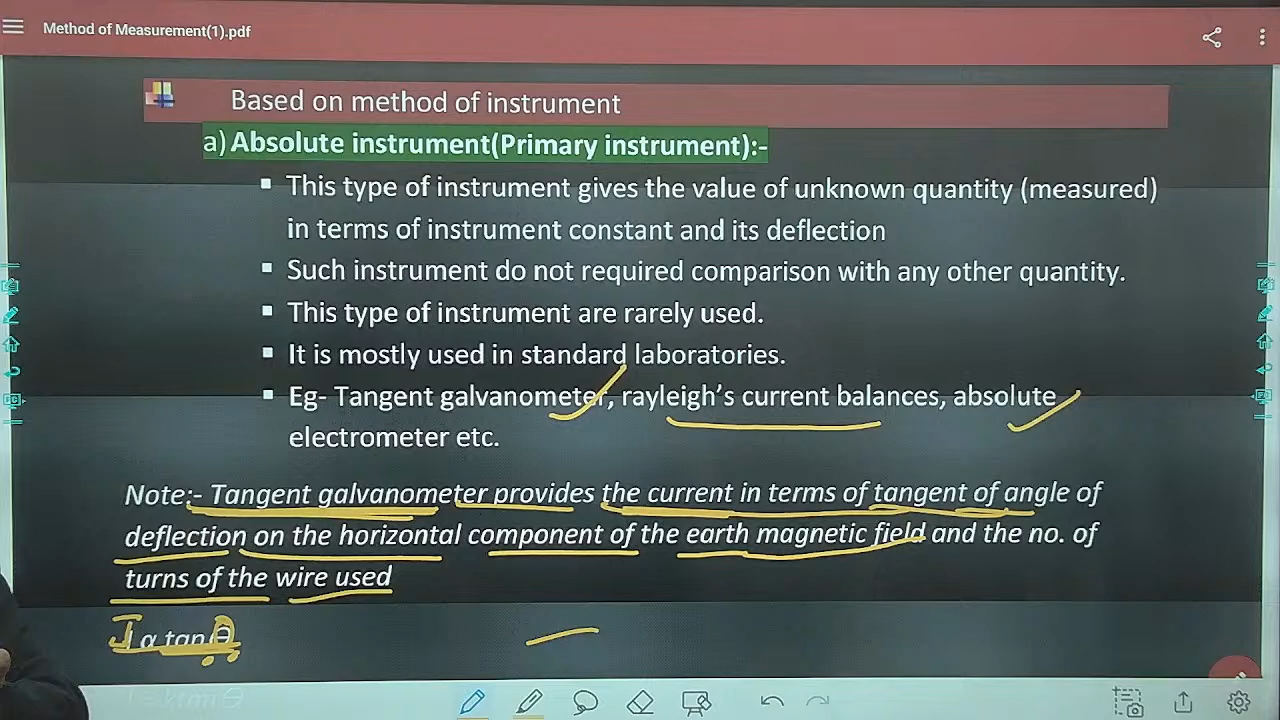 Method of Measurement(1).pdf
Based on method of instrument
a) Absolute instrument(Primary instrument):-
▪ This type of instrument gives the value of unknown quantity (measured)
in terms of instrument constant and its deflection
▪ Such instrument do not required comparison with any other quantity.
▪ This type of instrument are rarely used.
▪ It is mostly used in standard laboratories.
▪ Eg- Tangent galvanometer, rayleigh's current balances, absolute
electrometer etc.
Note:- Tangent galvanometer provides the current in terms of tangent of angle of
deflection on the horizontal component of the earth magnetic field and the no. of
turns of the wire used
I α tan θ
I = ktan θ